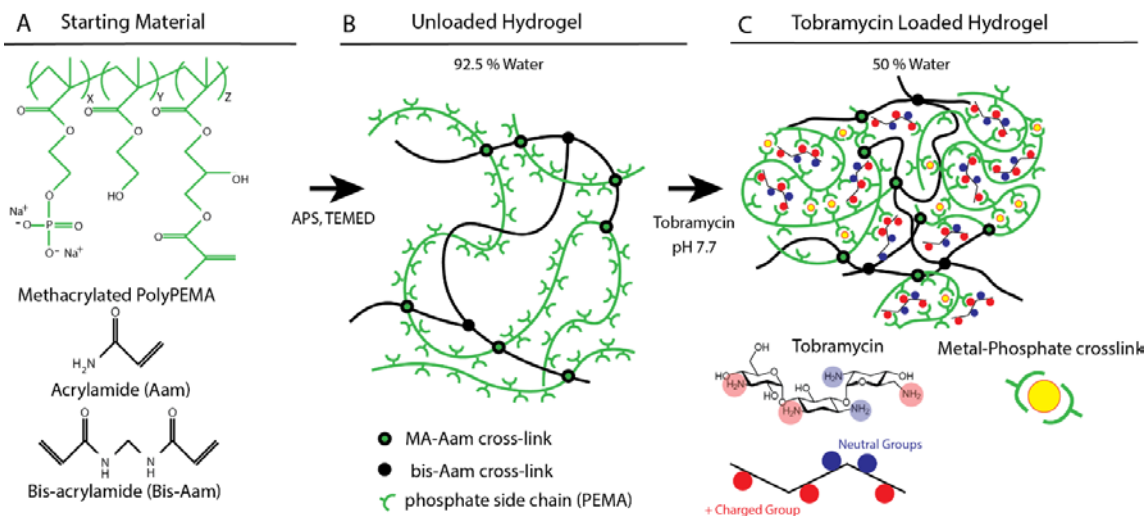 A
Starting Material
X
Y
Z
O
O
O
O
O
O
O
HO
OH
O
O
O
Na⁺
⁻O
P
O
O⁻
Na⁺
Methacrylated PolyPEMA
O
H₂N
Acrylamide (Aam)
O
O
N
H
N
H
Bis-acrylamide (Bis-Aam)
APS, TEMED
B
Unloaded Hydrogel
92.5 % Water
MA-Aam cross-link
bis-Aam cross-link
phosphate side chain (PEMA)
Tobramycin
pH 7.7
C
Tobramycin Loaded Hydrogel
50 % Water
Tobramycin
Metal-Phosphate crosslink
OH
O
HO
H₂N
HO
O
H₂N
HO
O
NH₂
H₂N
O
OH
NH₂
Neutral Groups
+ Charged Group